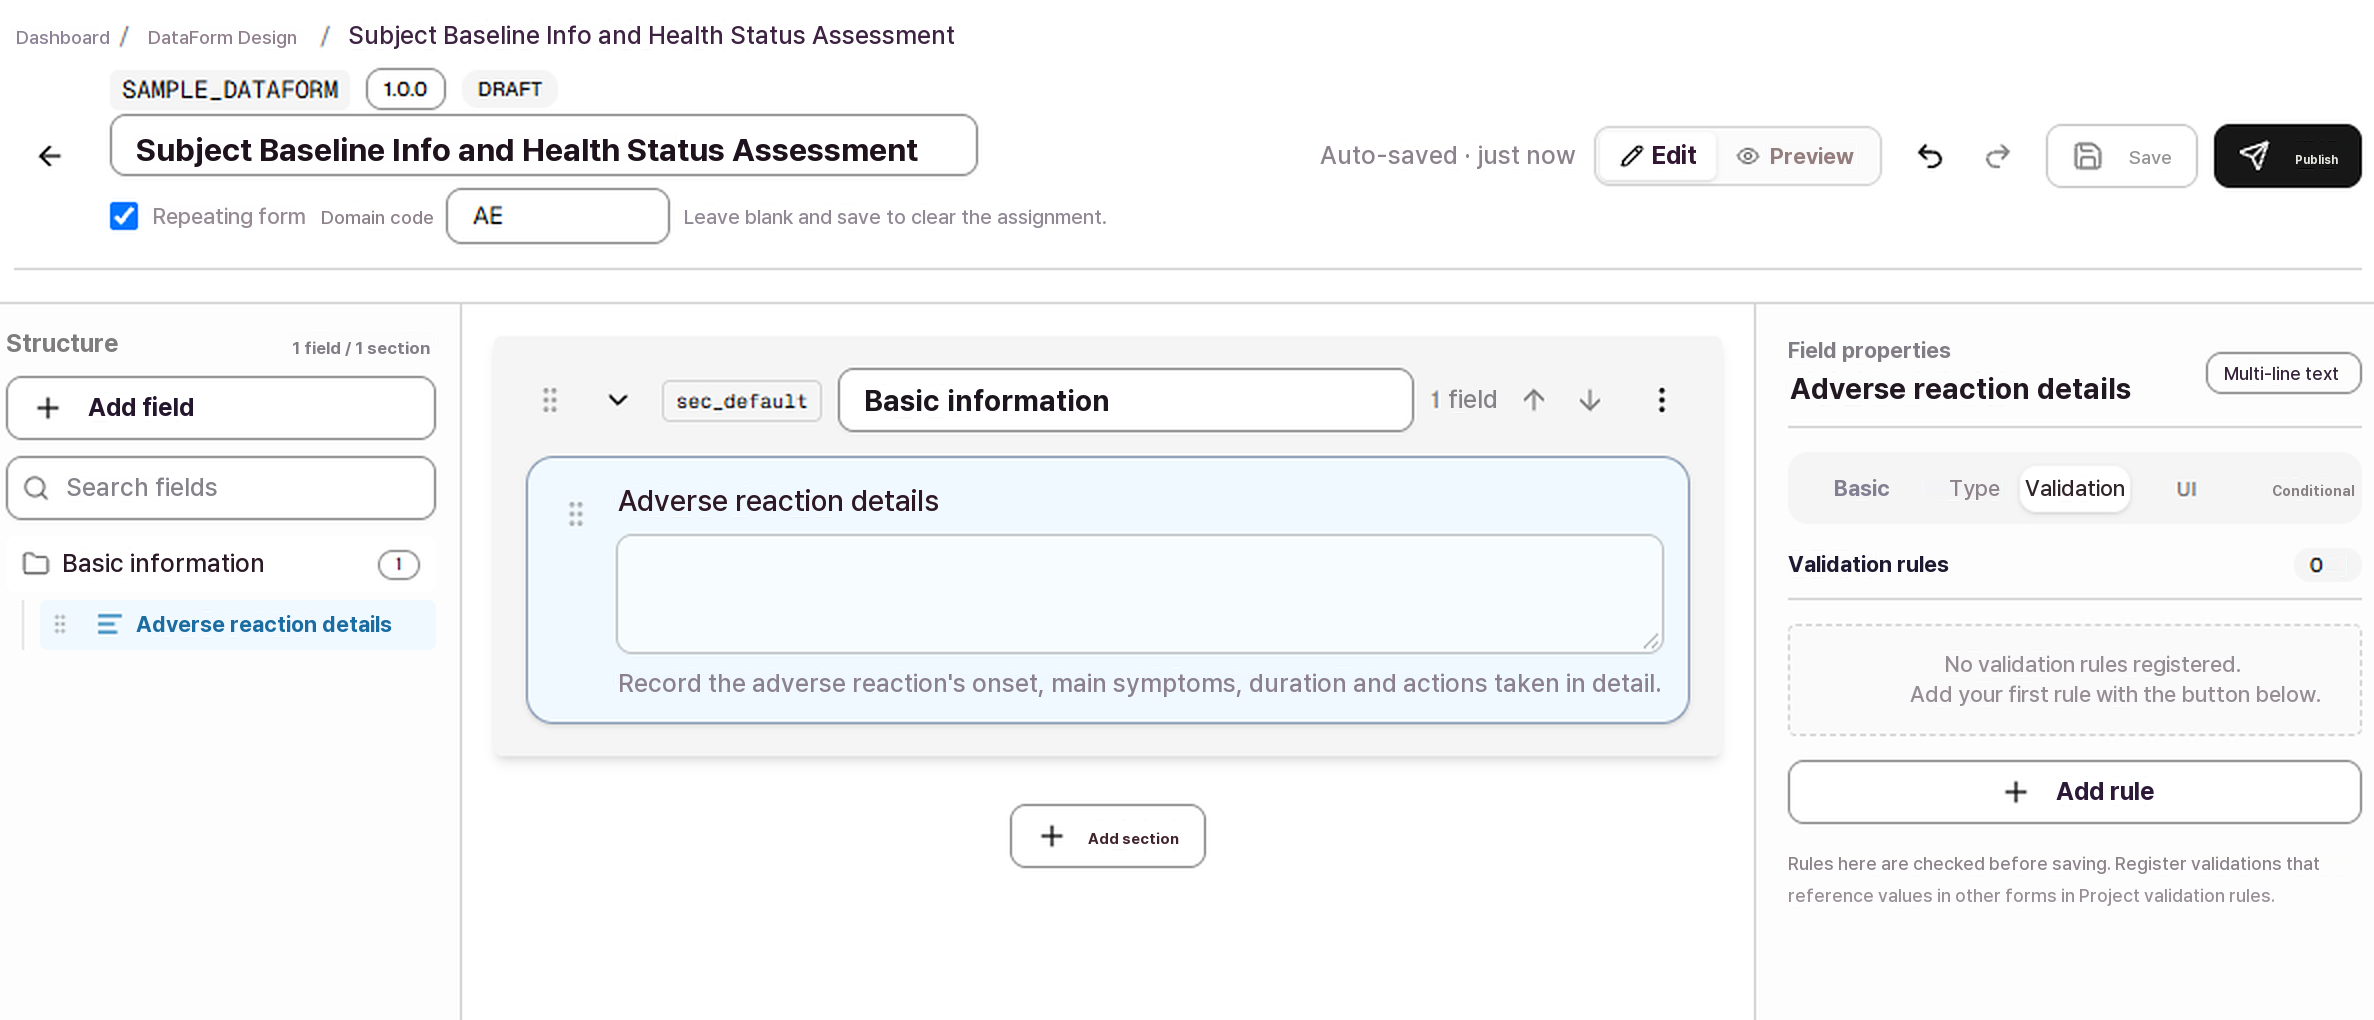 Dashboard / DataForm Design / Subject Baseline Info and Health Status Assessment
SAMPLE_DATAFORM 1.0.0 DRAFT
Subject Baseline Info and Health Status Assessment
Auto-saved · just now Edit Preview Save Publish
Repeating form Domain code AE Leave blank and save to clear the assignment.
Structure 1 field / 1 section
Add field
Search fields
Basic information 1
Adverse reaction details
sec_default Basic information 1 field
Adverse reaction details
Record the adverse reaction's onset, main symptoms, duration and actions taken in detail.
Add section
Field properties
Adverse reaction details Multi-line text
Basic Type Validation UI Conditional
Validation rules 0
No validation rules registered.
Add your first rule with the button below.
Add rule
Rules here are checked before saving. Register validations that
reference values in other forms in Project validation rules.